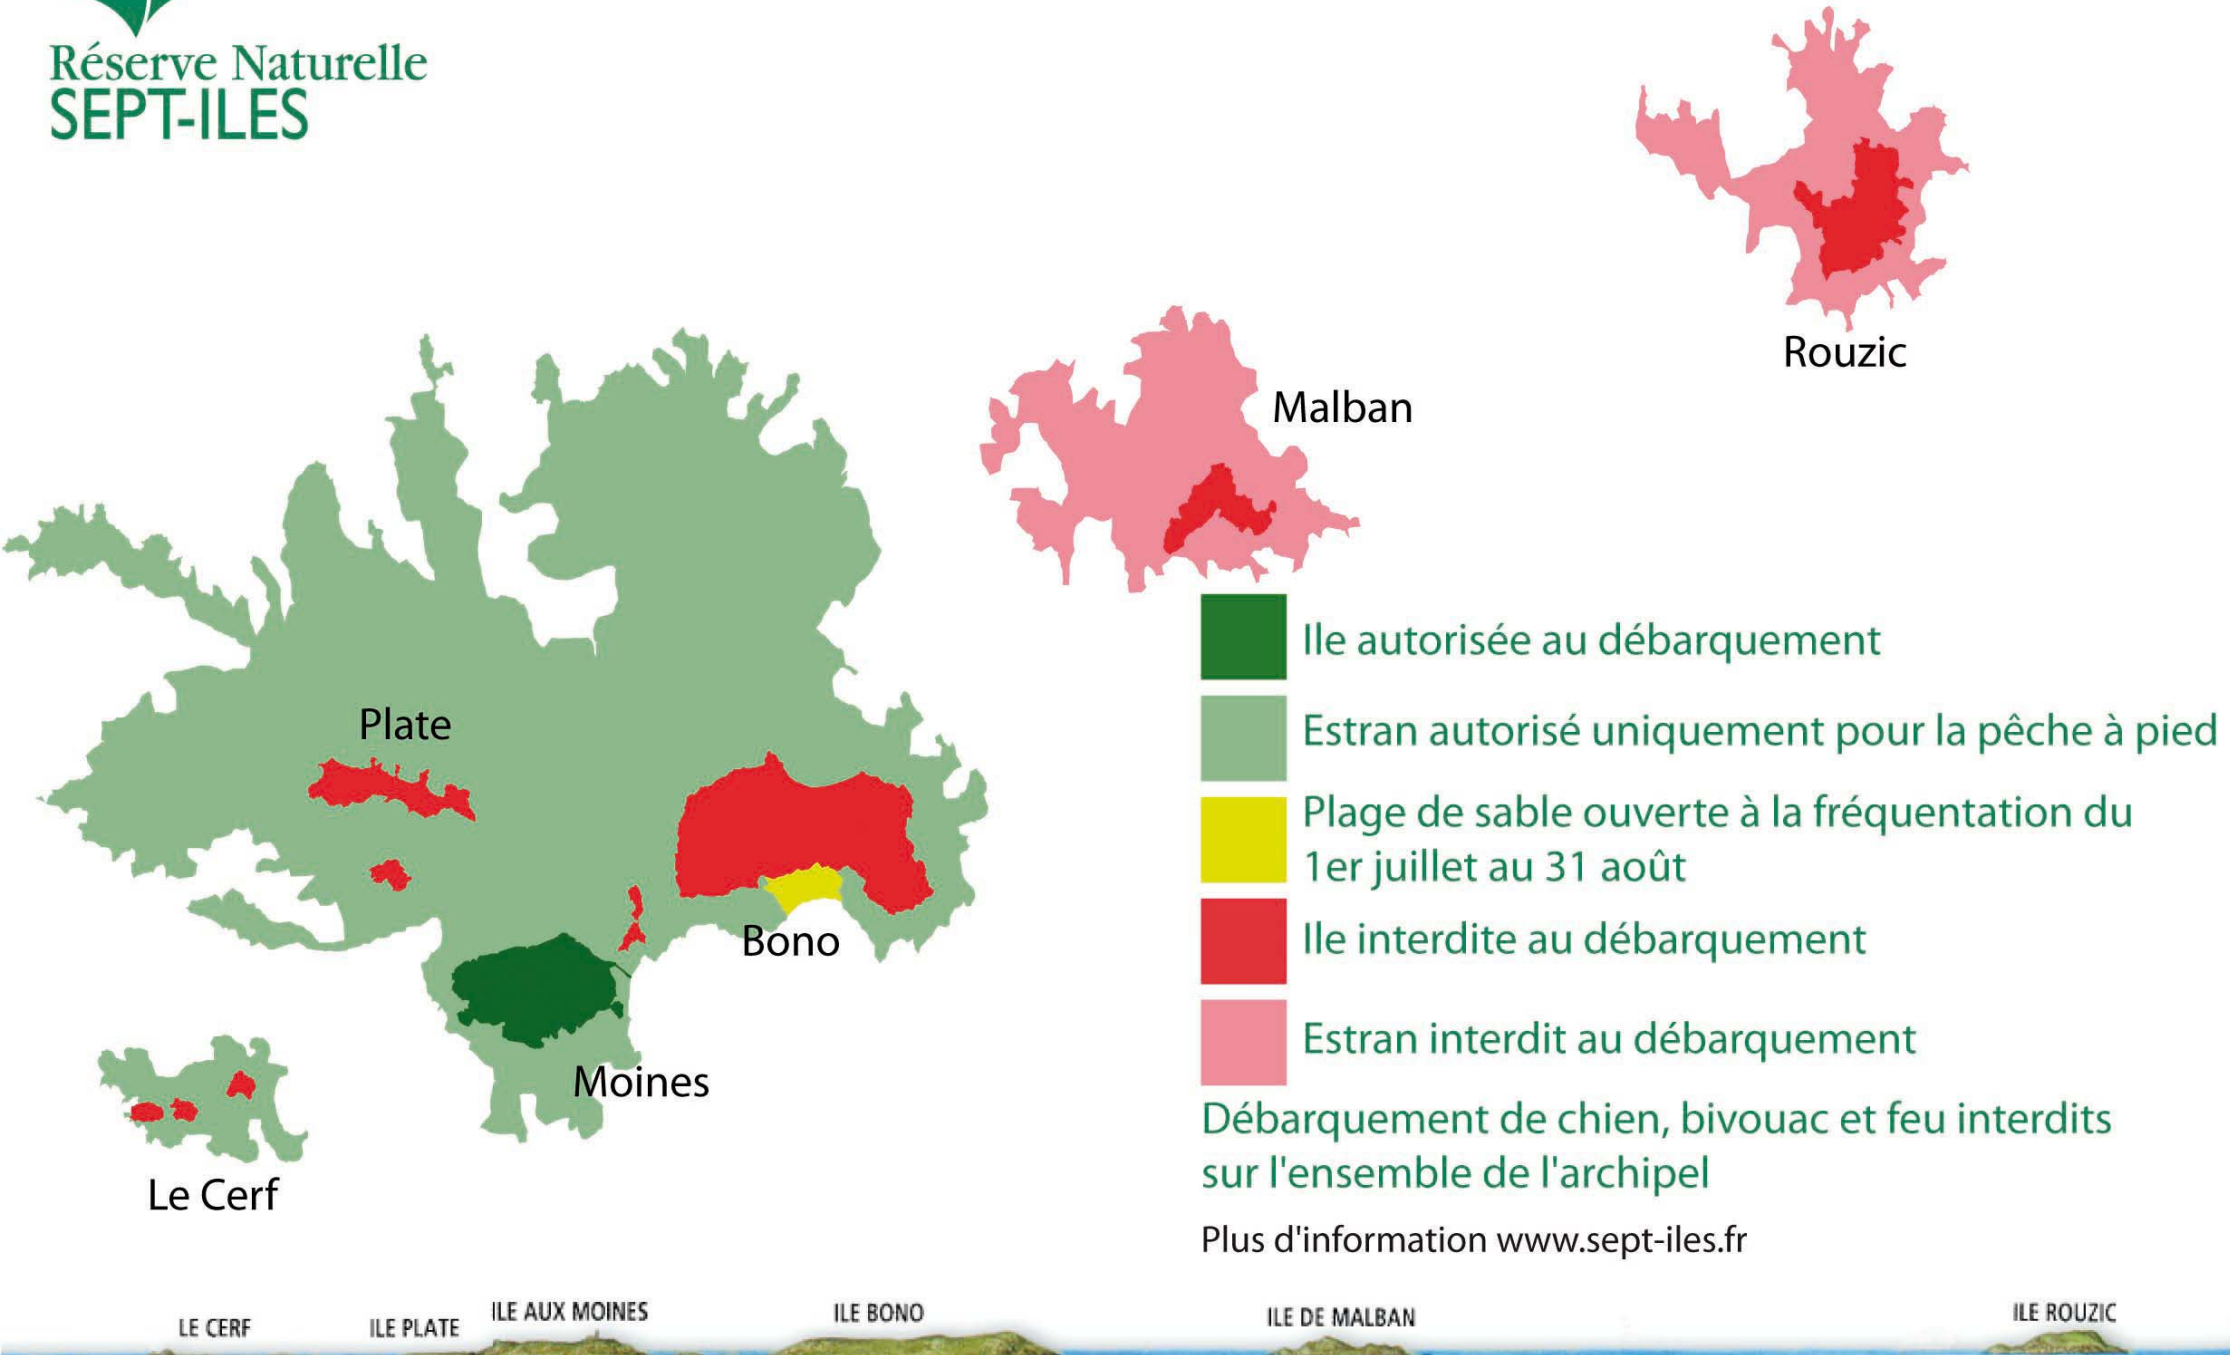 Réserve Naturelle
SEPT-ILES
Rouzic
Malban
Plate
Bono
Moines
Le Cerf
Ile autorisée au débarquement
Estran autorisé uniquement pour la pêche à pied
Plage de sable ouverte à la fréquentation du
1er juillet au 31 août
Ile interdite au débarquement
Estran interdit au débarquement
Débarquement de chien, bivouac et feu interdits
sur l'ensemble de l'archipel
Plus d'information www.sept-iles.fr
LE CERF
ILE PLATE
ILE AUX MOINES
ILE BONO
ILE DE MALBAN
ILE ROUZIC